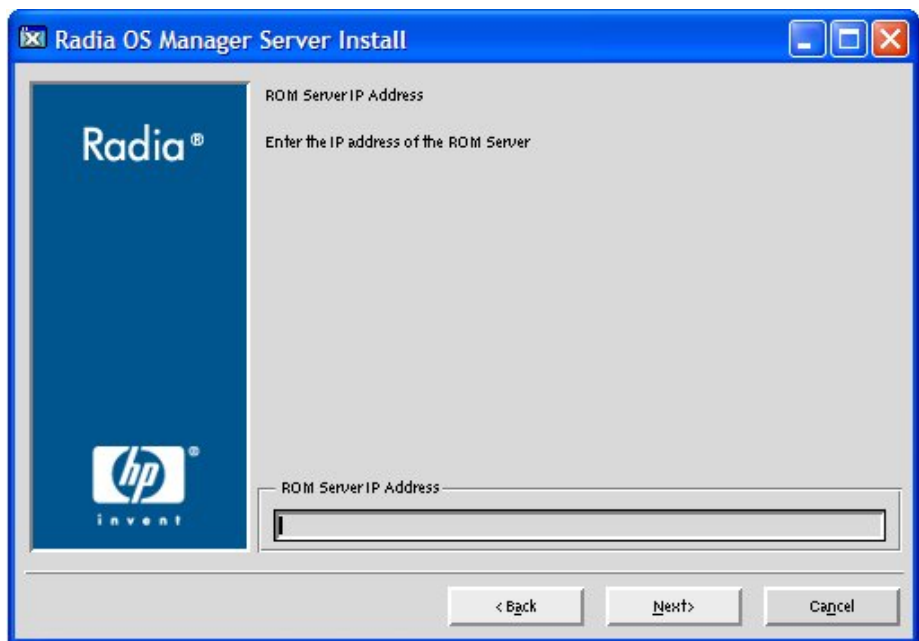 Radia OS Manager Server Install
ROM Server IP Address
Enter the IP address of the ROM Server
Radia®
hp®
invent
ROM Server IP Address
< Back
Next>
Cancel